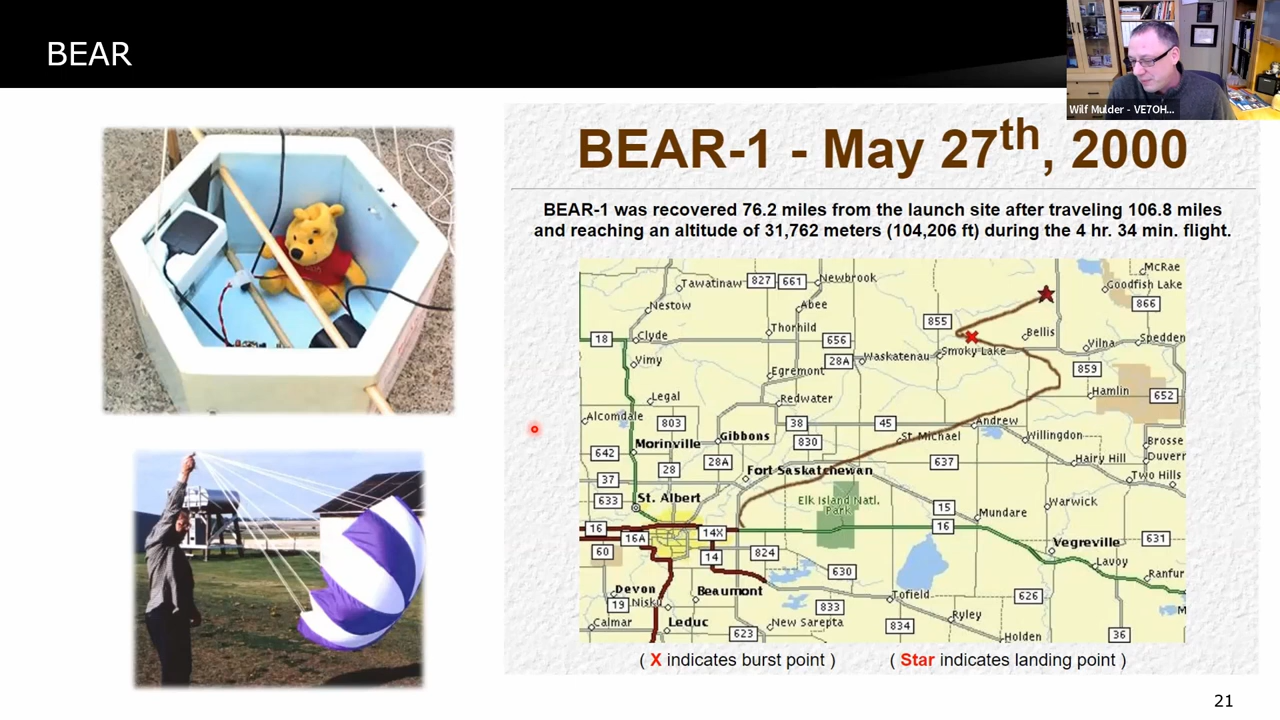 BEAR
Wilf Mulder - VE7OH...
BEAR-1 - May 27th, 2000
BEAR-1 was recovered 76.2 miles from the launch site after traveling 106.8 miles
and reaching an altitude of 31,762 meters (104,206 ft) during the 4 hr. 34 min. flight.
McRae
Tawatinaw 827 661 Newbrook
Goodfish Lake
Nestow Abee 866
855
Thorhild
18 Clyde 656 Bellis Spedden
Vilna
Vimy 28A Waskatenau Smoky Lake
Egremont 859
Hamlin 652
Legal Redwater
Alcomdale 803 38 45 Andrew
Morinville Gibbons 830 St. Michael Willingdon Brosse
642 28 28A 637 Hairy Hill Duvern
Fort Saskatchewan
37 Two Hills
633 St. Albert Elk Island Natl.
Park 15 Warwick
Mundare
16 14X 16
16A 631
60 14 824 Vegreville
Lavoy
630 Ranfur
Devon Beaumont Tofield 626
19 Nisku 833 Ryley M
Calmar Leduc New Sarepta 834
623 Holden 36
( X indicates burst point ) ( Star indicates landing point )
21